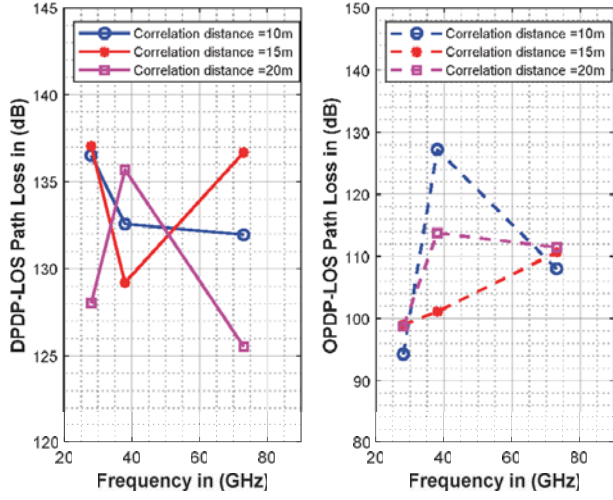 145
Correlation distance =10m
Correlation distance =15m
Correlation distance =20m
140
135
130
125
120
20 40 60 80
DPDP-LOS Path Loss in (dB)
Frequency in (GHz)
150
Correlation distance =10m
Correlation distance =15m
Correlation distance =20m
140
130
120
110
100
90
80
20 40 60 80
OPDP-LOS Path Loss in (dB)
Frequency in (GHz)